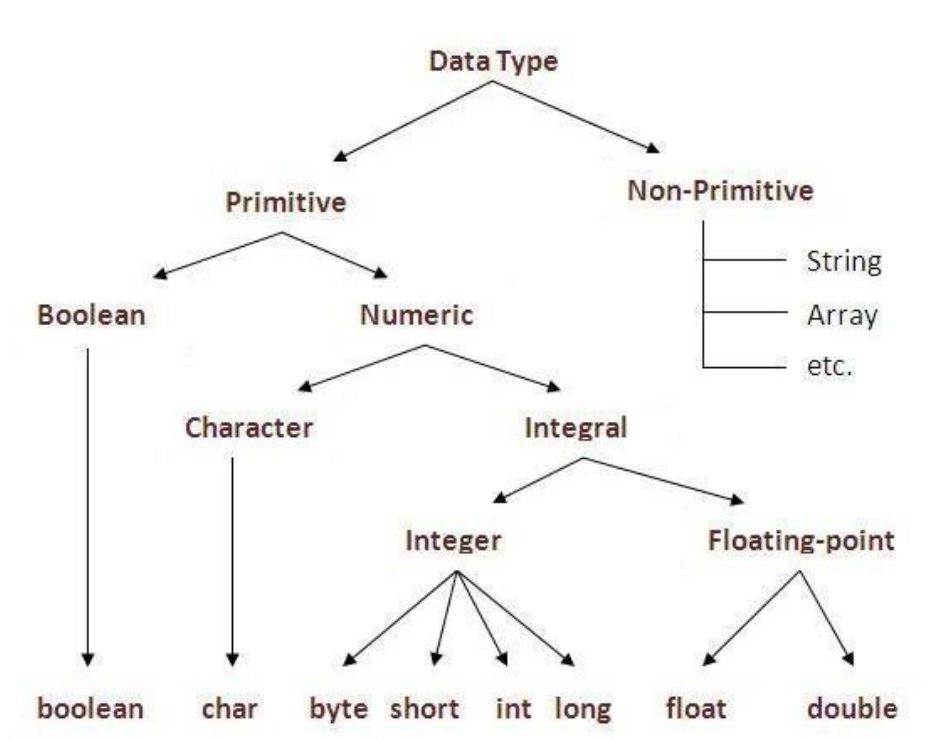 Data Type
Primitive
Non-Primitive
String
Boolean
Numeric
Array
etc.
Character
Integral
Integer
Floating-point
boolean char byte short int long float double